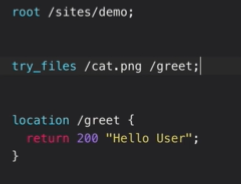 root /sites/demo;
try_files /cat.png /greet;
location /greet {
return 200 "Hello User";
}